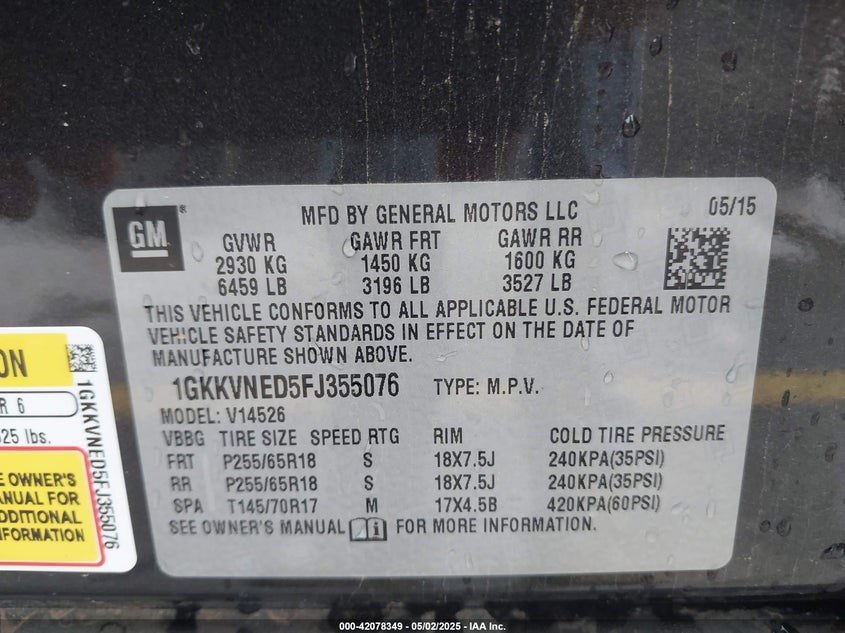 GM
®
MFD BY GENERAL MOTORS LLC
05/15
GVWR GAWR FRT GAWR RR
2930 KG 1450 KG 1600 KG
6459 LB 3196 LB 3527 LB
THIS VEHICLE CONFORMS TO ALL APPLICABLE U.S. FEDERAL MOTOR
VEHICLE SAFETY STANDARDS IN EFFECT ON THE DATE OF
MANUFACTURE SHOWN ABOVE.
1GKKVNED5FJ355076 TYPE: M.P.V.
MODEL: V14526
VBBG TIRE SIZE SPEED RTG RIM COLD TIRE PRESSURE
FRT P255/65R18 S 18X7.5J 240KPA(35PSI)
RR P255/65R18 S 18X7.5J 240KPA(35PSI)
SPA T145/70R17 M 17X4.5B 420KPA(60PSI)
SEE OWNER'S MANUAL i FOR MORE INFORMATION.
ON
R 6
25 lbs.
E OWNER'S
ANUAL FOR
ADDITIONAL
NFORMATION
1GKKVNED5FJ355076
000-42078349 - 05/02/2025 - IAA Inc.